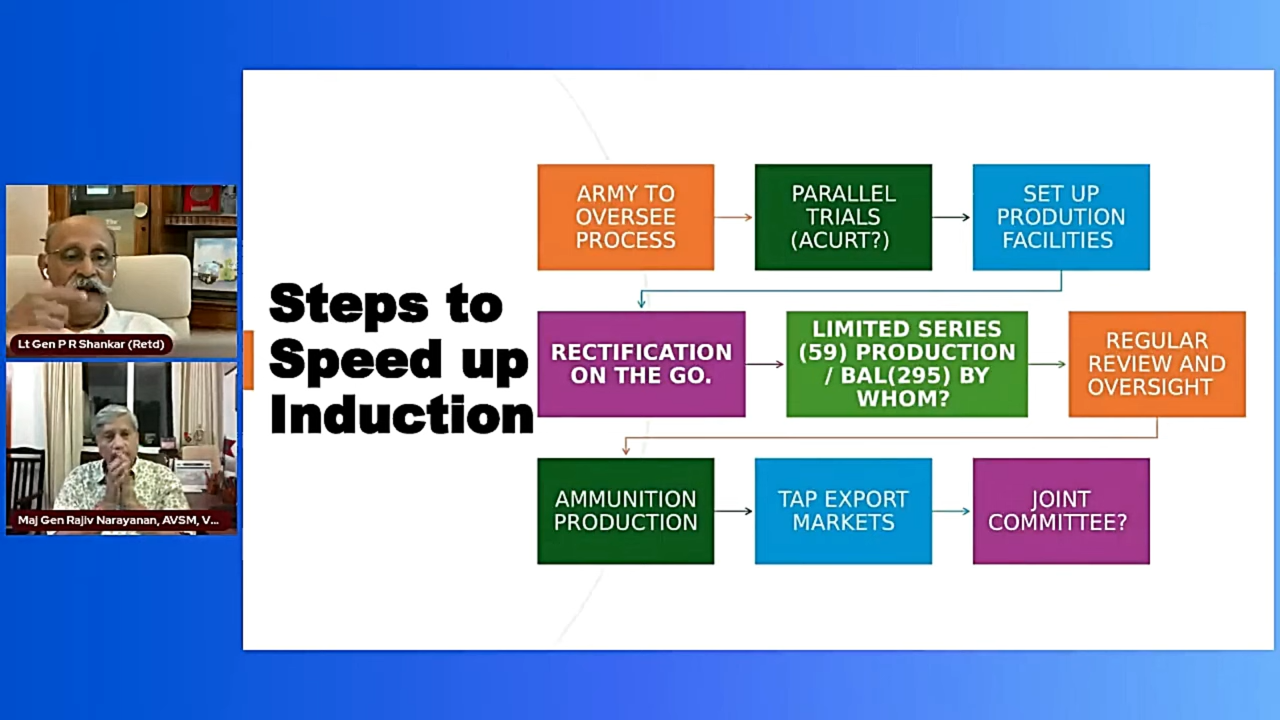 Steps to
Speed up
Induction
ARMY TO
OVERSEE
PROCESS
PARALLEL
TRIALS
(ACURT?)
SET UP
PRODUTION
FACILITIES
RECTIFICATION
ON THE GO.
LIMITED SERIES
(59) PRODUCTION
/ BAL(295) BY
WHOM?
REGULAR
REVIEW AND
OVERSIGHT
AMMUNITION
PRODUCTION
TAP EXPORT
MARKETS
JOINT
COMMITTEE?
Lt Gen P R Shankar (Retd)
Maj Gen Rajiv Narayanan, AVSM, V...